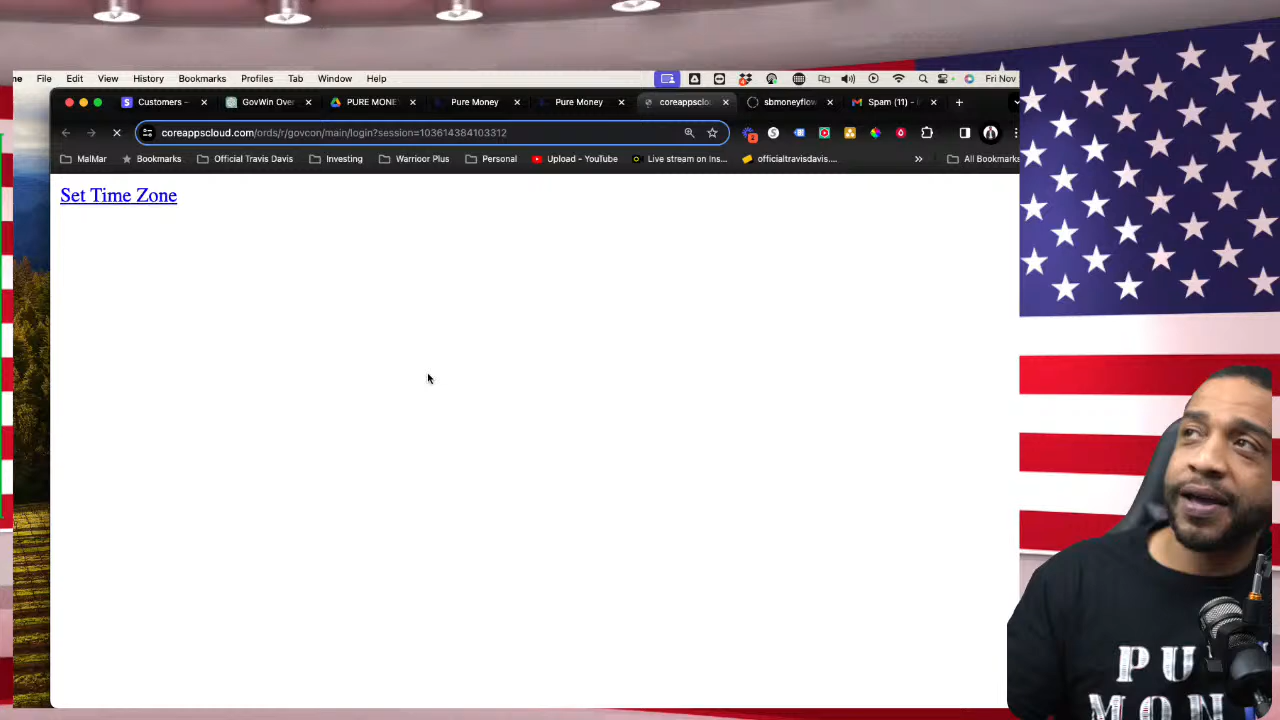 File Edit View History Bookmarks Profiles Tab Window Help Fri Nov
Customers - GovWin Ove PURE MONE Pure Money Pure Money coreappsclo sbmoneyflow Spam (11) -
coreappscloud.com/ords/r/govcon/main/login?session=103614384103312
MalMar Bookmarks Official Travis Davis Investing Warrioor Plus Personal Upload - YouTube Live stream on Ins... officialtravisdavis.... » All Bookmarks
Set Time Zone
PU
MON